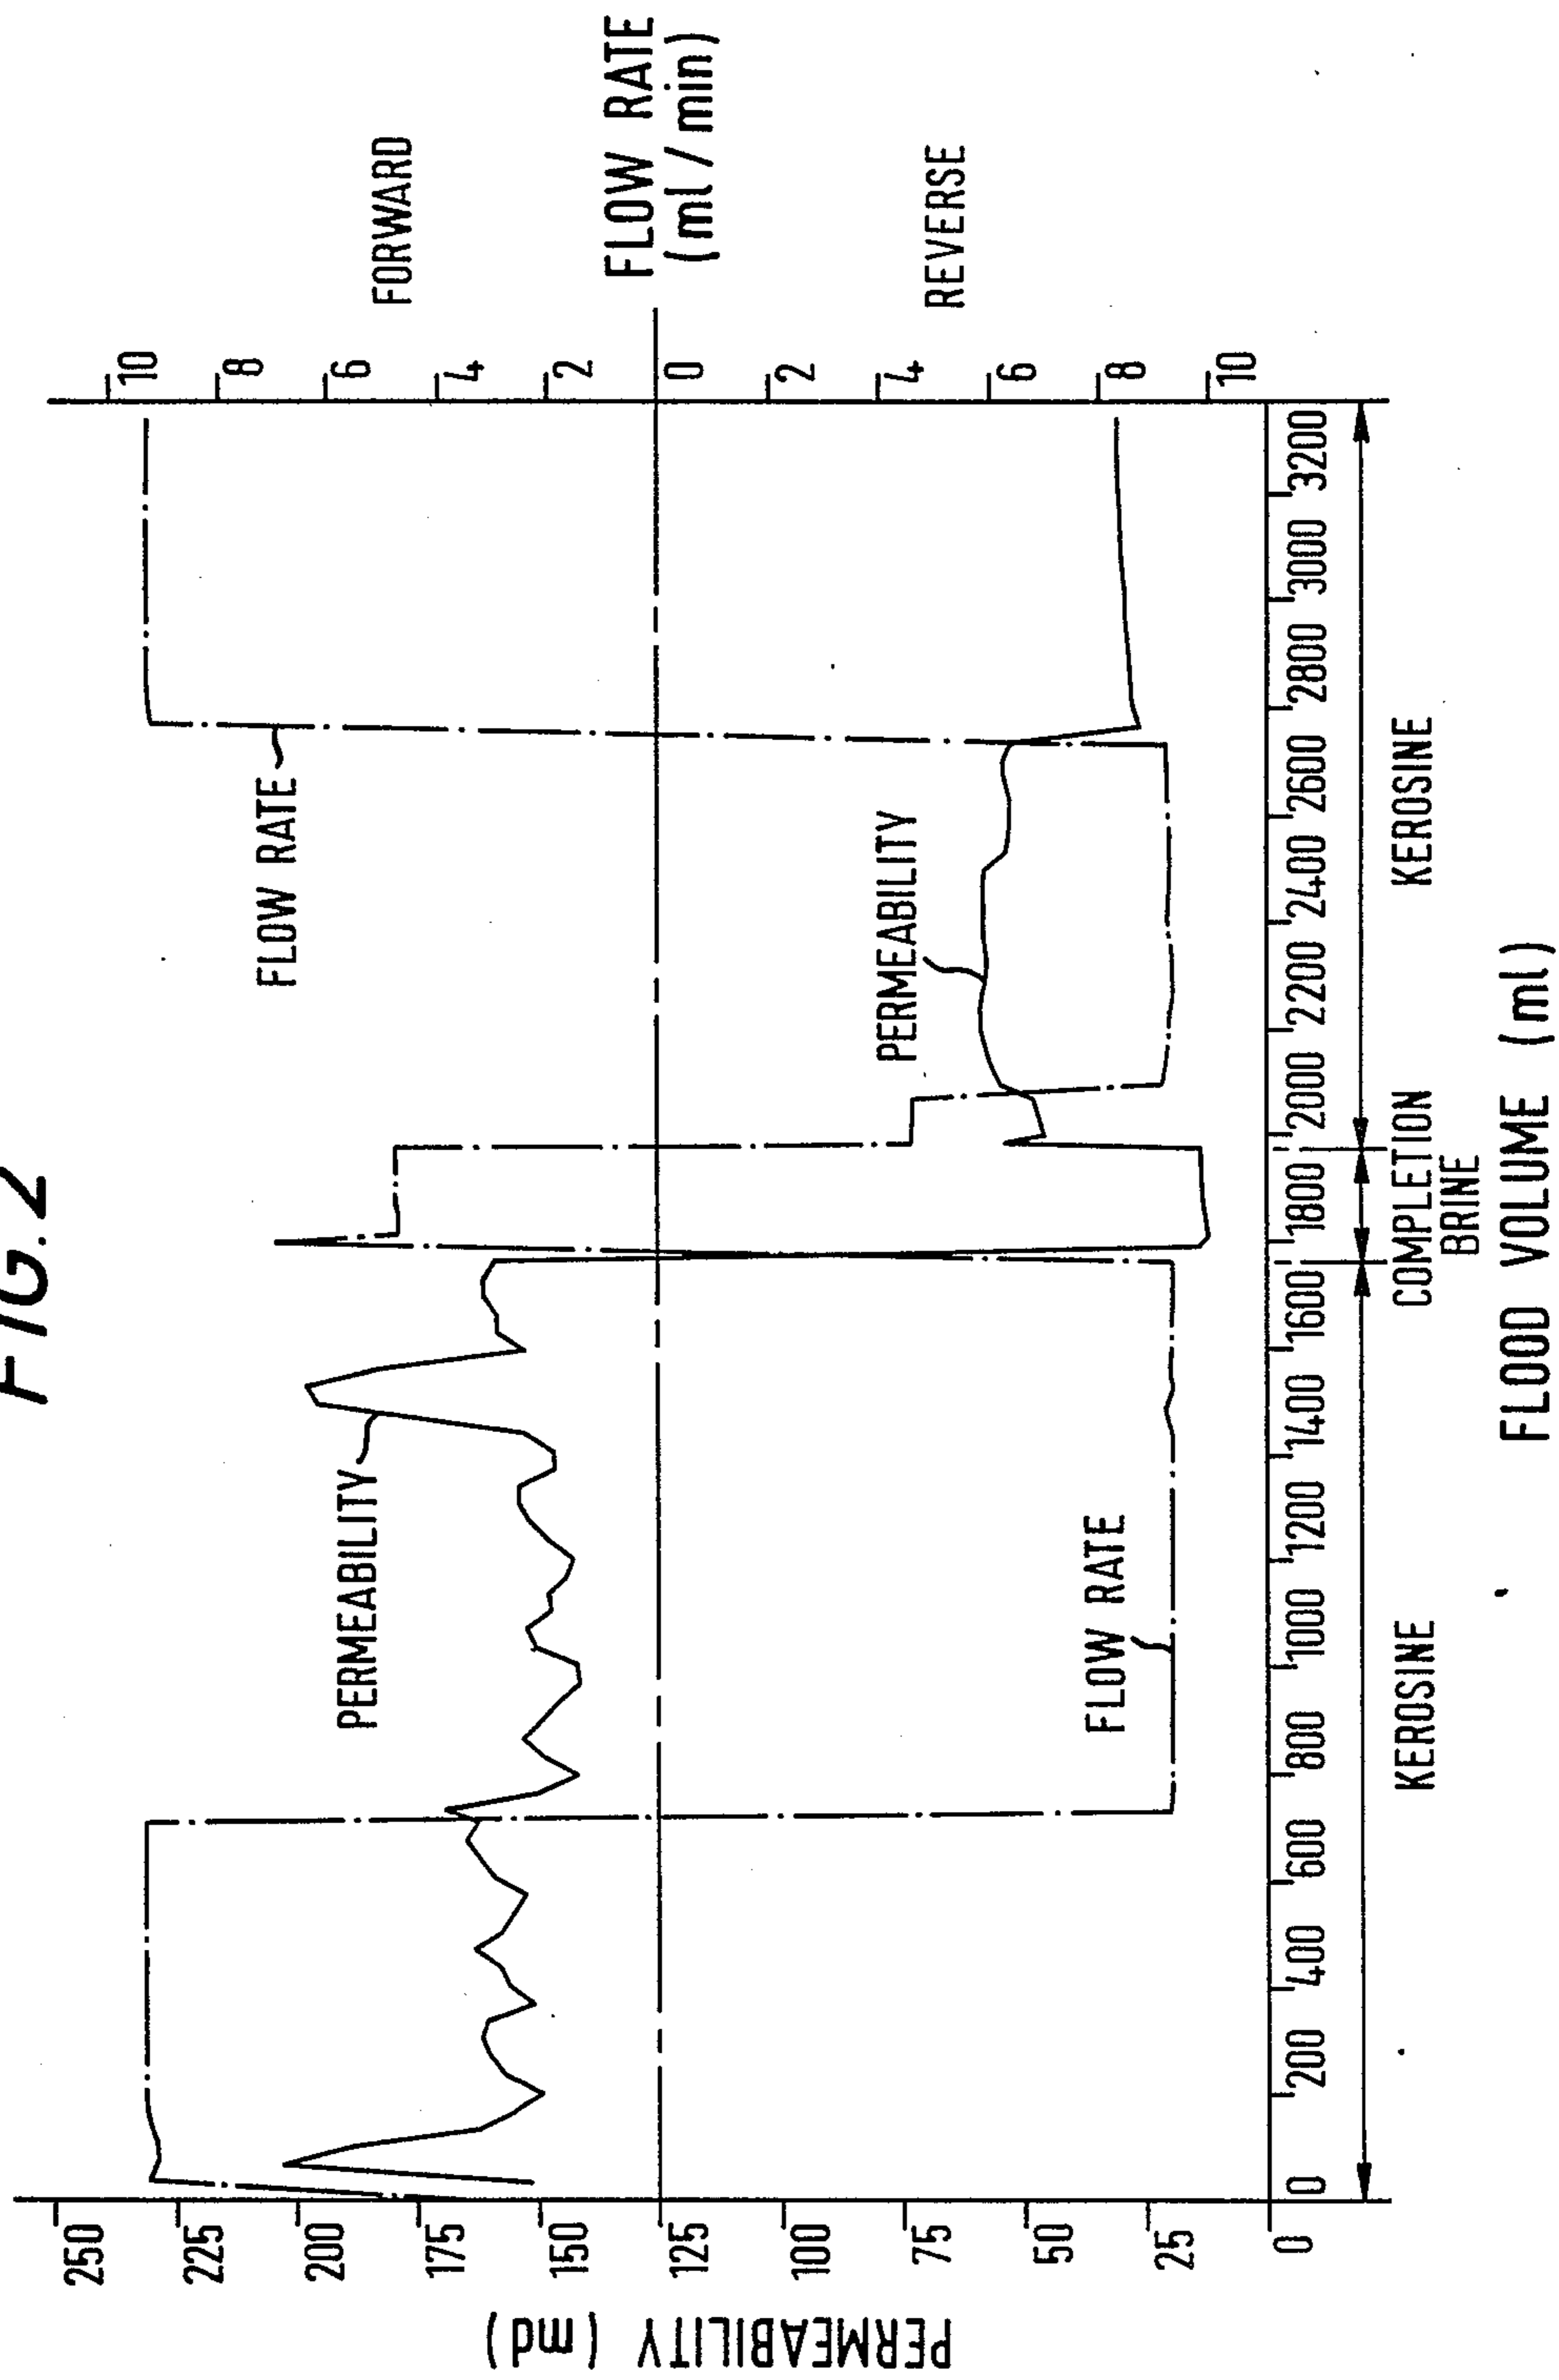 FIG. 2
PERMEABILITY (md)
250
225
200
175
150
125
100
75
50
25
0
FLOW RATE
(ml/min)
FORWARD
REVERSE
10
8
6
4
2
0
2
4
6
8
10
PERMEABILITY
FLOW RATE
FLOW RATE
PERMEABILITY
0
200
400
600
800
1000
1200
1400
1600
1800
2000
2200
2400
2600
2800
3000
3200
KEROSINE
COMPLETION
BRINE
KEROSINE
FLOOD VOLUME (ml)